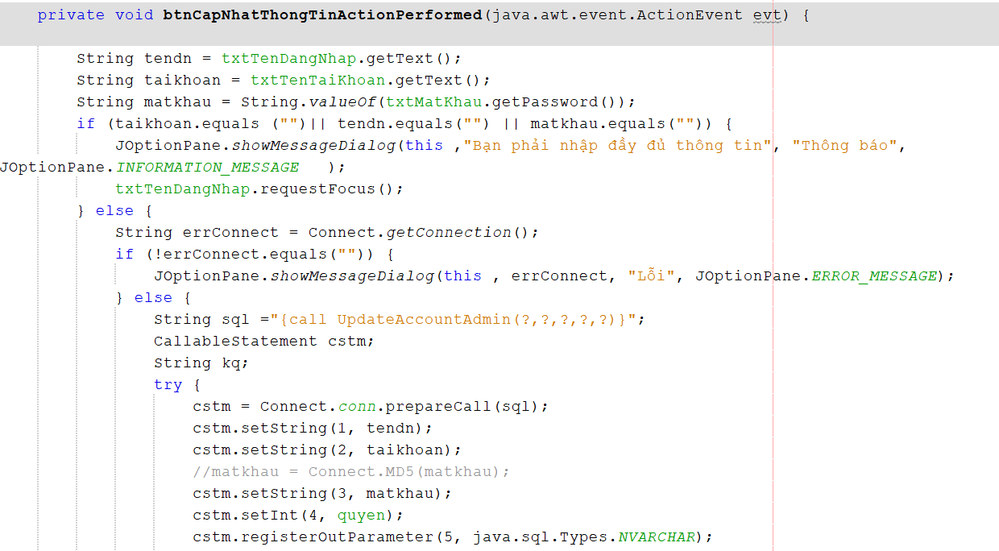 private void btnCapNhatThongTinActionPerformed(java.awt.event.ActionEvent evt) {
String tendn = txtTenDangNhap.getText();
String taikhoan = txtTenTaiKhoan.getText();
String matkhau = String.valueOf(txtMatKhau.getPassword());
if (taikhoan.equals ("")|| tendn.equals("") || matkhau.equals("")) {
JOptionPane.showMessageDialog(this ,"Bạn phải nhập đầy đủ thông tin", "Thông báo",
JOptionPane.INFORMATION_MESSAGE   );
txtTenDangNhap.requestFocus();
} else {
String errConnect = Connect.getConnection();
if (!errConnect.equals("")) {
JOptionPane.showMessageDialog(this , errConnect, "Lỗi", JOptionPane.ERROR_MESSAGE);
} else {
String sql ="{call UpdateAccountAdmin(?,?,?,?,?)}";
CallableStatement cstm;
String kq;
try {
cstm = Connect.conn.prepareCall(sql);
cstm.setString(1, tendn);
cstm.setString(2, taikhoan);
//matkhau = Connect.MD5(matkhau);
cstm.setString(3, matkhau);
cstm.setInt(4, quyen);
cstm.registerOutParameter(5, java.sql.Types.NVARCHAR);